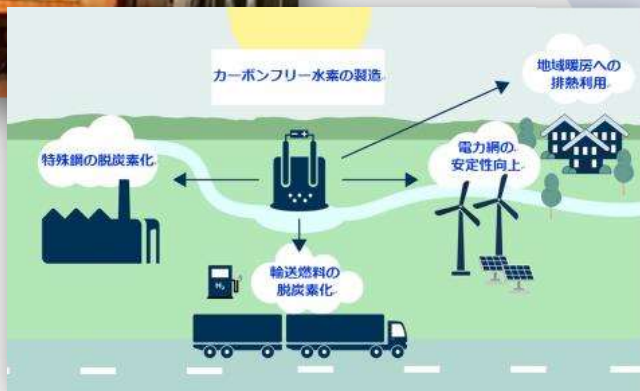 カーボンフリー水素の製造
地域暖房への
排熱利用
特殊鋼の脱炭素化
電力網の
安定性向上
輸送燃料の
脱炭素化
H₂